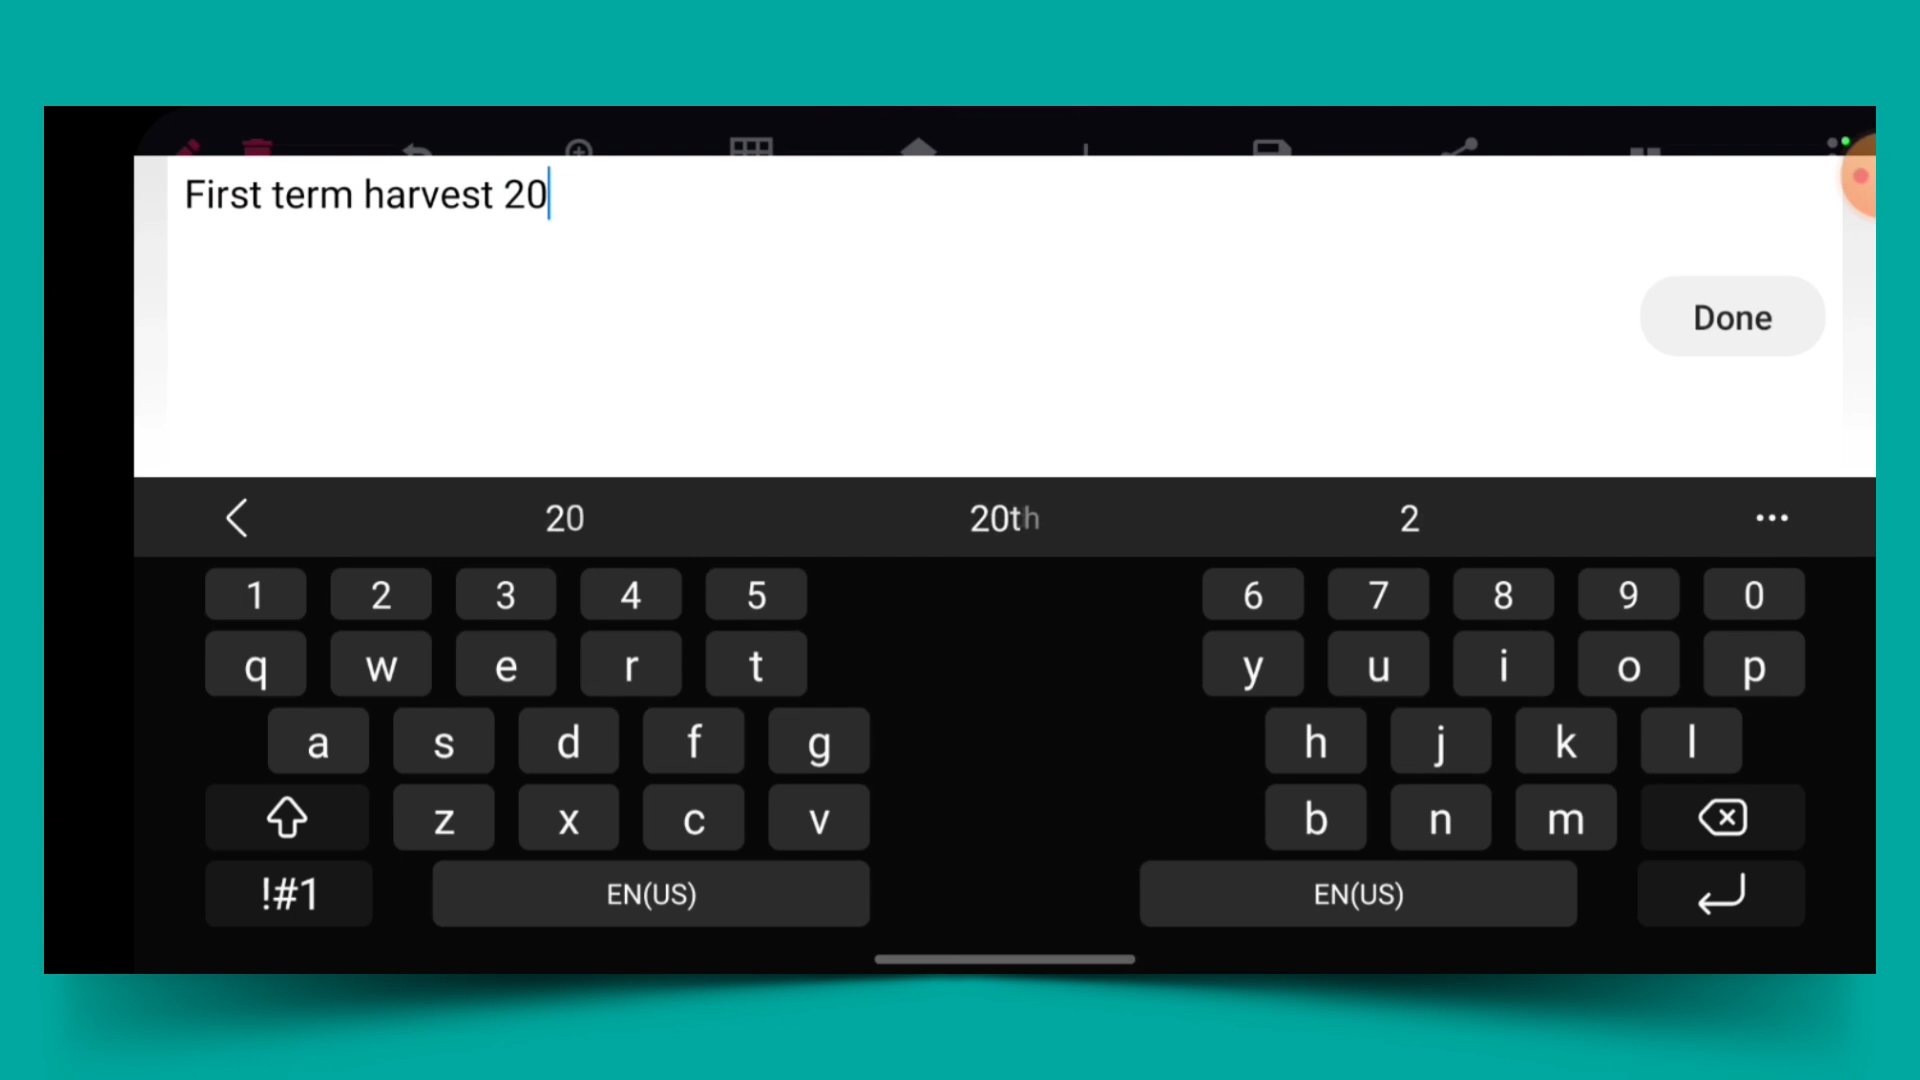 First term harvest 20
Done
20 20th 2
1 2 3 4 5 6 7 8 9 0
q w e r t y u i o p
a s d f g h j k l
z x c v b n m
!#1 EN(US) EN(US)